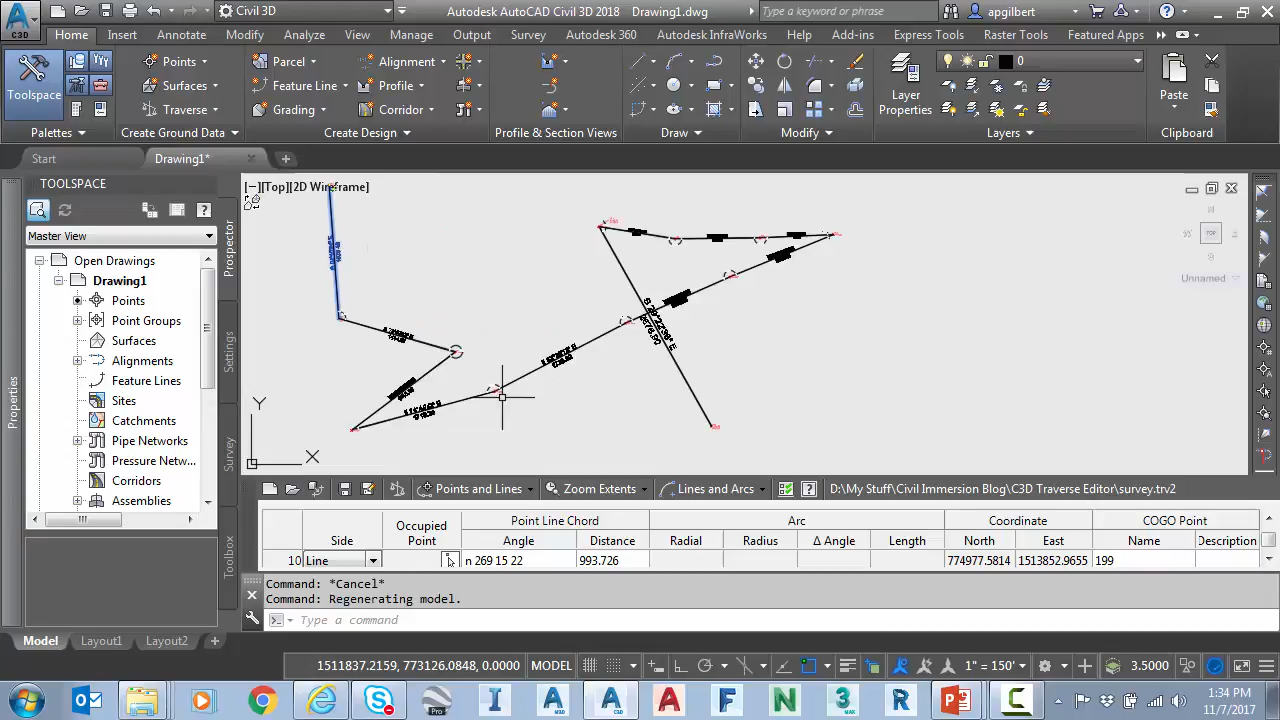 C3D
Civil 3D
Autodesk AutoCAD Civil 3D 2018
Drawing1.dwg
Type a keyword or phrase
apgilbert
Home
Insert
Annotate
Modify
Analyze
View
Manage
Output
Survey
Autodesk 360
Autodesk InfraWorks
Help
Add-ins
Express Tools
Raster Tools
Featured Apps
Toolspace
Points
Surfaces
Traverse
Parcel
Feature Line
Grading
Alignment
Profile
Corridor
Layer
Properties
0
Paste
Palettes
Create Ground Data
Create Design
Profile & Section Views
Draw
Modify
Layers
Clipboard
Start
Drawing1*
TOOLSPACE
Master View
Open Drawings
Drawing1
Points
Point Groups
Surfaces
Alignments
Feature Lines
Sites
Catchments
Pipe Networks
Pressure Netw...
Corridors
Assemblies
Properties
Prospector
Settings
Survey
Toolbox
[−][Top][2D Wireframe]
TOP
Unnamed
Y
X
Points and Lines
Zoom Extents
Lines and Arcs
D:\My Stuff\Civil Immersion Blog\C3D Traverse Editor\survey.trv2
Side
Occupied
Point
Point Line Chord
Angle
Distance
Arc
Radial
Radius
Δ Angle
Length
Coordinate
North
East
COGO Point
Name
Description
10
Line
n 269 15 22
993.726
774977.5814
1513852.9655
199
Command: *Cancel*
Command: Regenerating model.
Type a command
Model
Layout1
Layout2
1511837.2159, 773126.0848, 0.0000
MODEL
1" = 150'
3.5000
Pro
1:34 PM
11/7/2017